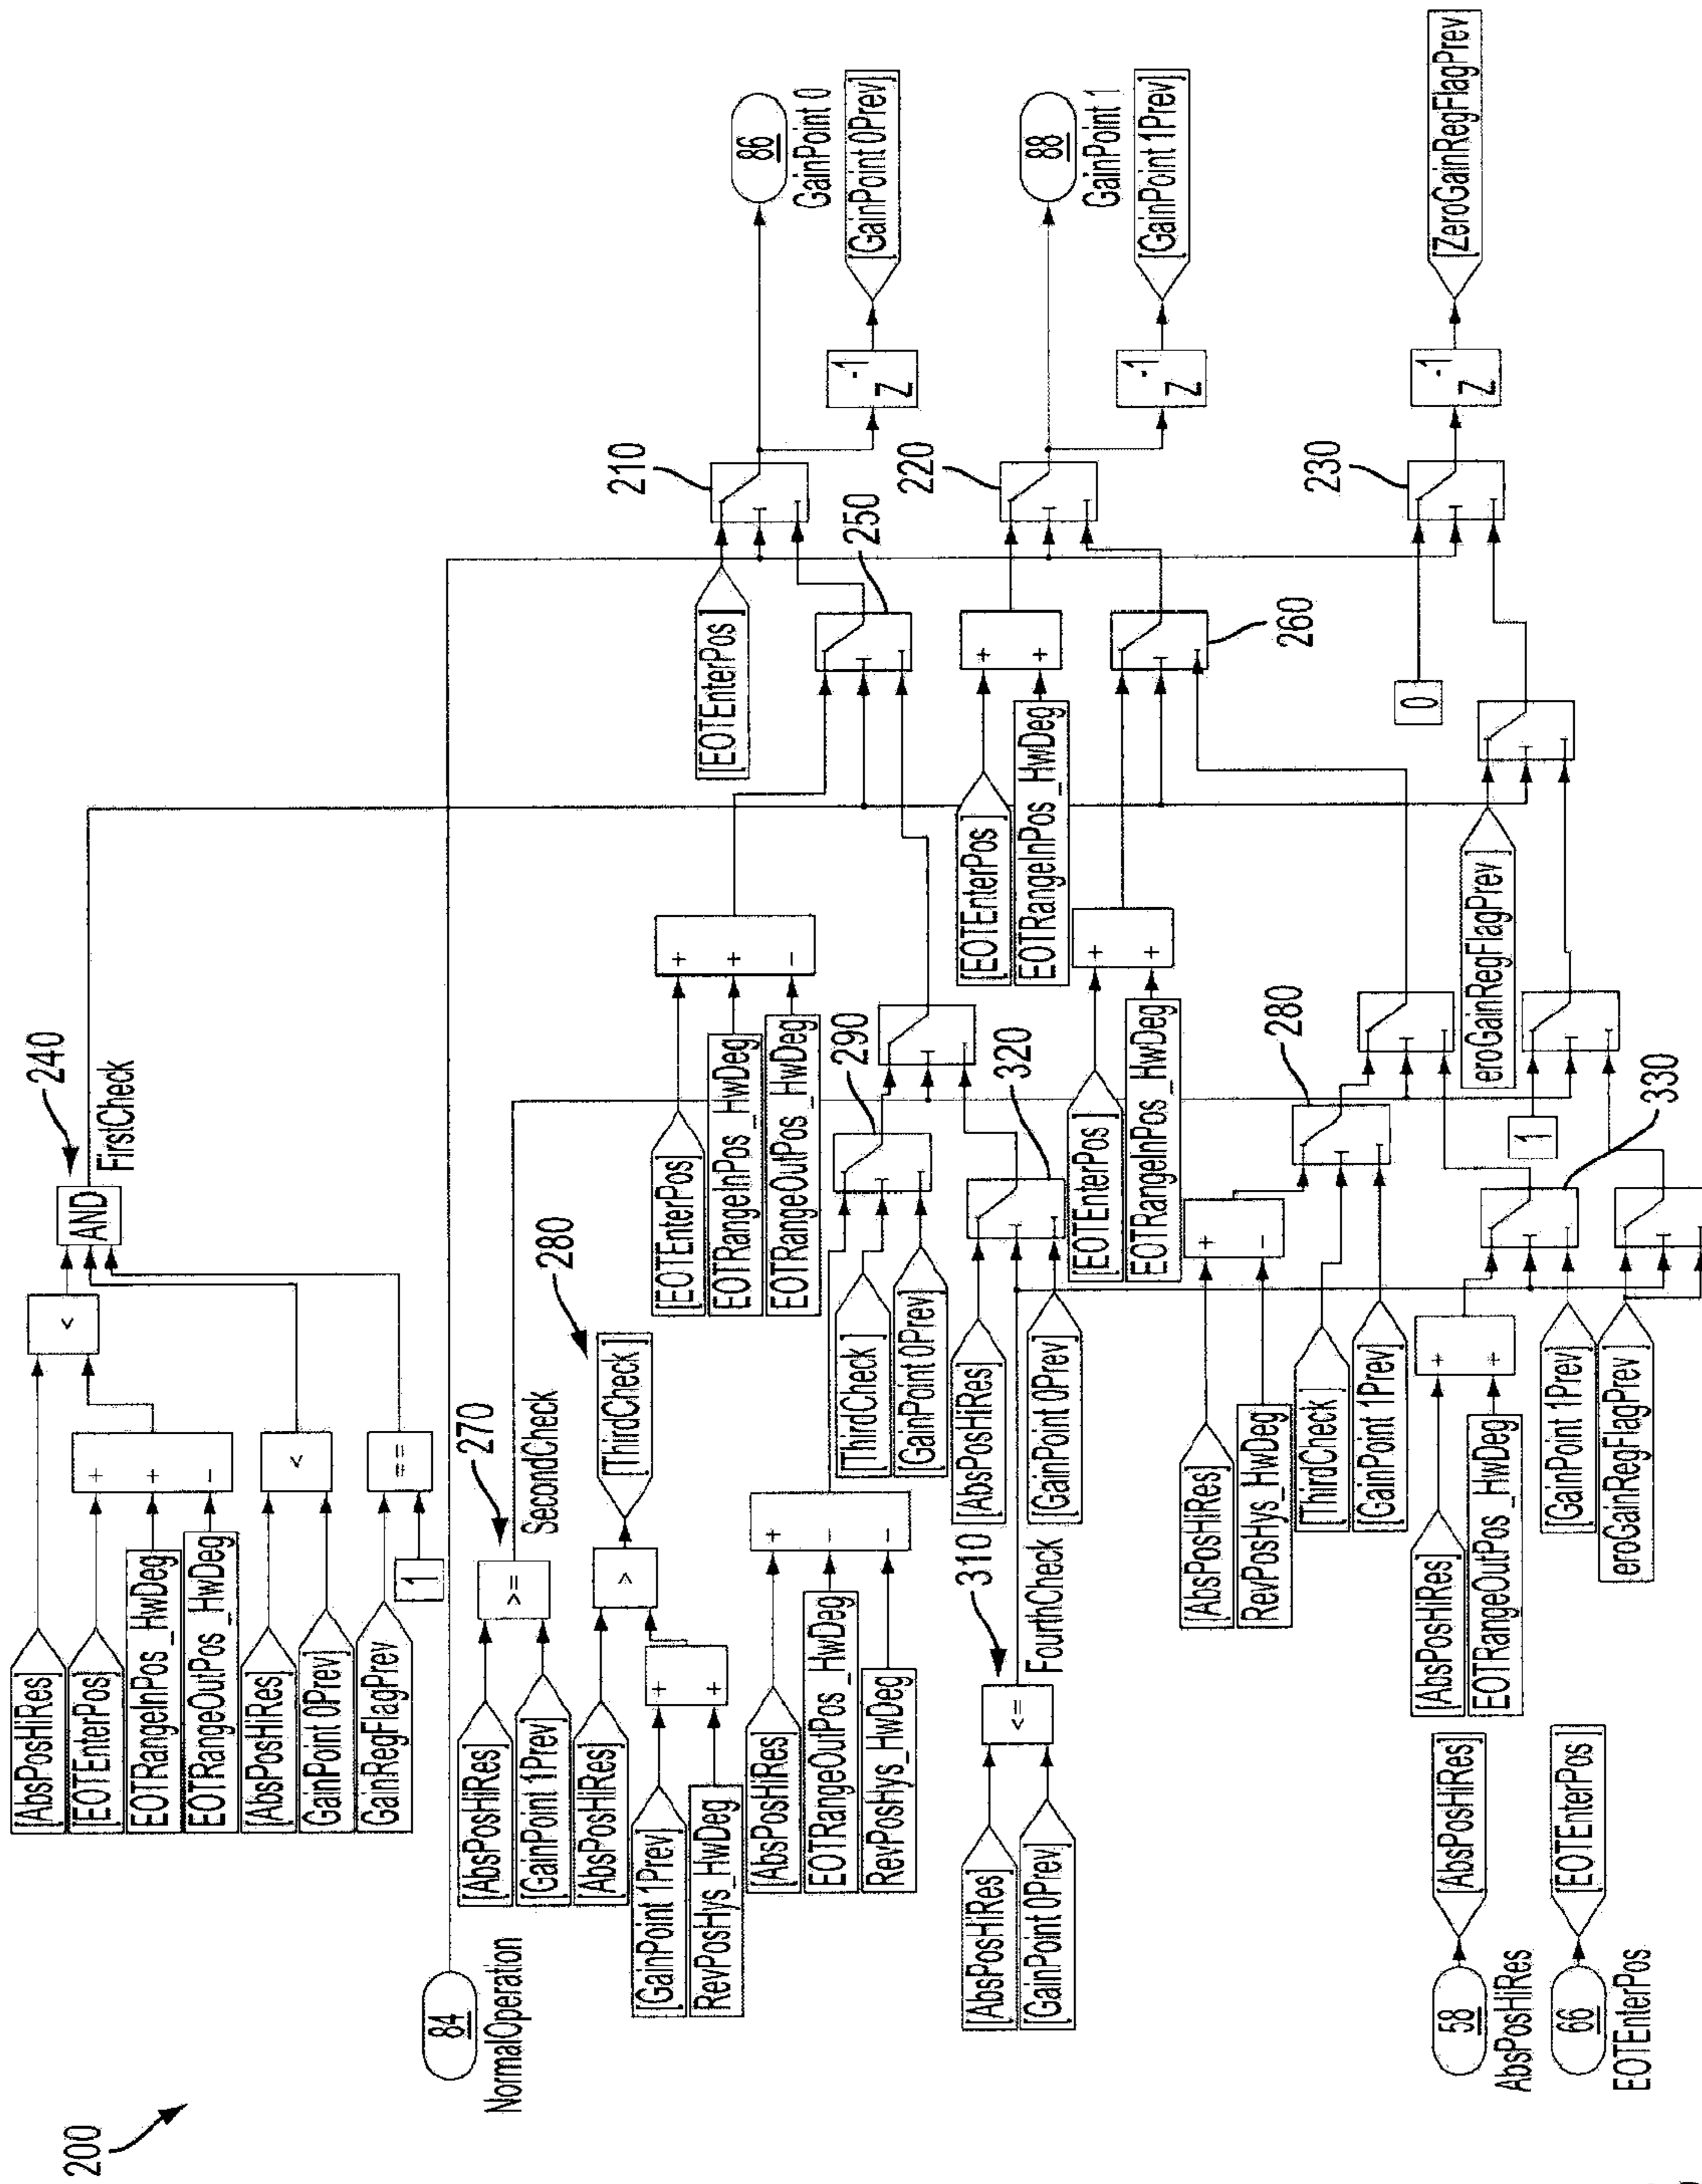 200
84
NormalOperation
58
AbsPosHiRes
[AbsPosHiRes]
66
EOTEnterPos
[EOTEnterPos]
[AbsPosHiRes]
[EOTEnterPos]
EOTRangeInPos_HwDeg
EOTRangeOutPos_HwDeg
[AbsPosHiRes]
GainPoint 0Prev]
GainRegFlagPrev
1
+
+
-
<
<
==
AND
240
FirstCheck
[AbsPosHiRes]
[GainPoint 1Prev]
>=
270
SecondCheck
[AbsPosHiRes]
[GainPoint 1Prev]
RevPosHys_HwDeg
+
+
>
[ThirdCheck]
280
[AbsPosHiRes]
EOTRangeOutPos_HwDeg
RevPosHys_HwDeg
+
-
-
[AbsPosHiRes]
[GainPoint 0Prev]
<=
310
FourthCheck
[EOTEnterPos]
EOTRangeInPos_HwDeg
EOTRangeOutPos_HwDeg
+
+
-
[ThirdCheck]
[GainPoint 0Prev]
290
[AbsPosHiRes]
[GainPoint 0Prev]
320
[EOTEnterPos]
EOTRangeInPos_HwDeg
+
+
[AbsPosHiRes]
RevPosHys_HwDeg
+
-
[ThirdCheck]
[GainPoint 1Prev]
280
[AbsPosHiRes]
EOTRangeOutPos_HwDeg
+
+
[GainPoint 1Prev]
eroGainRegFlagPrev
330
1
eroGainRegFlagPrev
0
[EOTEnterPos]
250
[EOTEnterPos]
EOTRangeInPos_HwDeg
+
+
260
210
220
230
86
GainPoint 0
z -1
[GainPoint 0Prev]
88
GainPoint 1
z -1
[GainPoint 1Prev]
z -1
[ZeroGainRegFlagPrev]